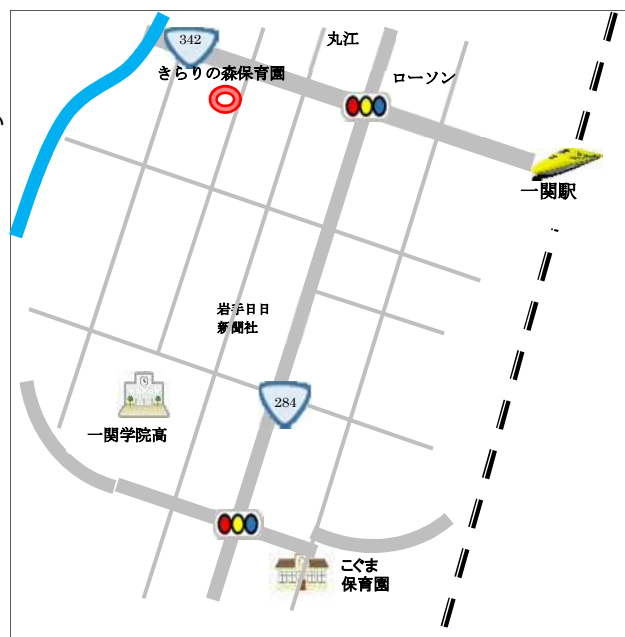 342
丸江
きらりの森保育園
ローソン
一関駅
岩手日日
新聞社
284
一関学院高
こぐま
保育園